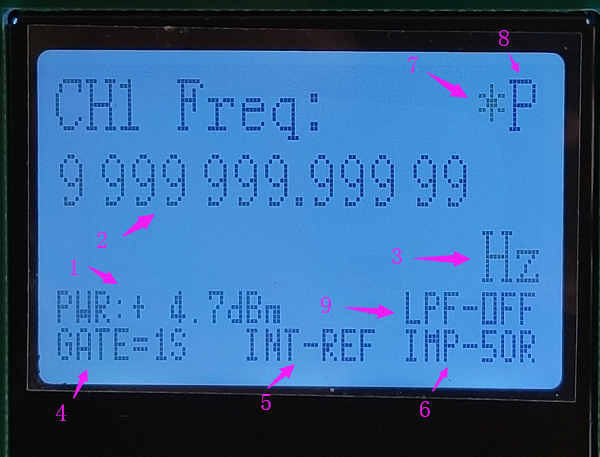 8
7
CH1 Freq: *P
9 999 999.999 99
2
3 Hz
1
PWR:+ 4.7dBm 9 LPF-OFF
GATE=1S INT-REF IMP-50R
4 5 6